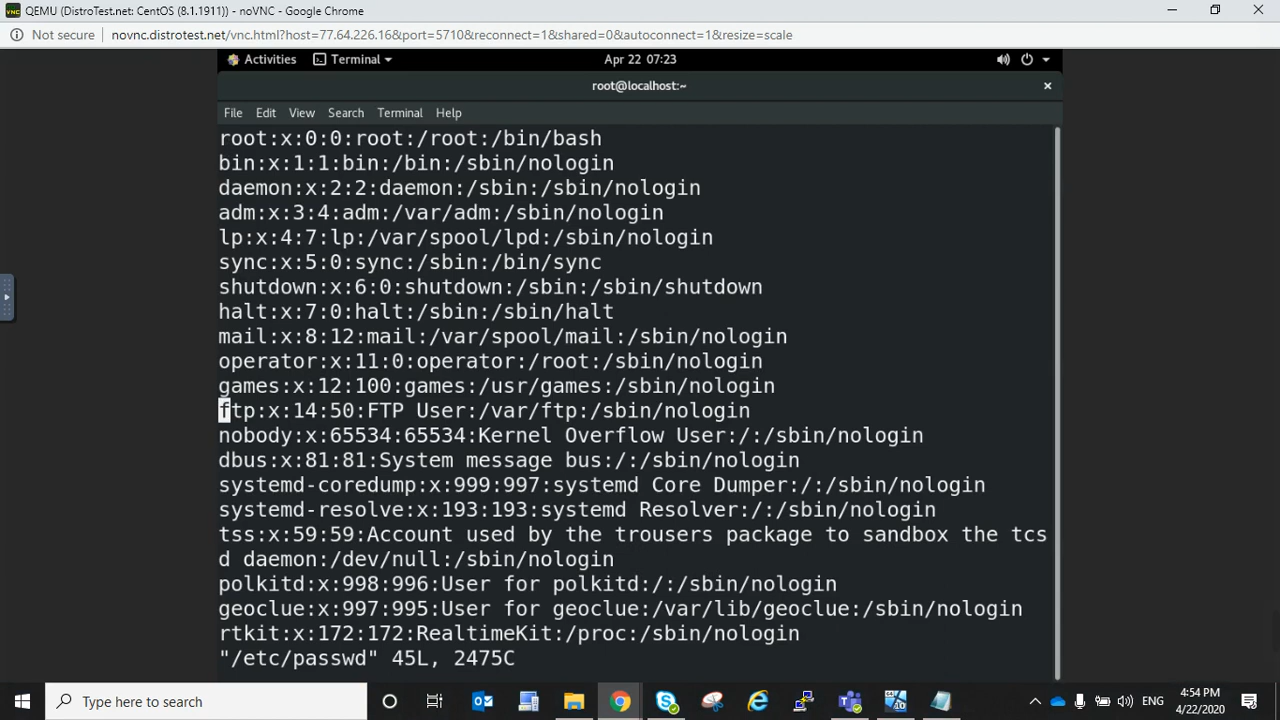 QEMU (DistroTest.net: CentOS (8.1.1911)) - noVNC - Google Chrome
Not secure
novnc.distrotest.net/vnc.html?host=77.64.226.16&port=5710&reconnect=1&shared=0&autoconnect=1&resize=scale
Activities Terminal Apr 22 07:23
root@localhost:~
File Edit View Search Terminal Help
root:x:0:0:root:/root:/bin/bash
bin:x:1:1:bin:/bin:/sbin/nologin
daemon:x:2:2:daemon:/sbin:/sbin/nologin
adm:x:3:4:adm:/var/adm:/sbin/nologin
lp:x:4:7:lp:/var/spool/lpd:/sbin/nologin
sync:x:5:0:sync:/sbin:/bin/sync
shutdown:x:6:0:shutdown:/sbin:/sbin/shutdown
halt:x:7:0:halt:/sbin:/sbin/halt
mail:x:8:12:mail:/var/spool/mail:/sbin/nologin
operator:x:11:0:operator:/root:/sbin/nologin
games:x:12:100:games:/usr/games:/sbin/nologin
ftp:x:14:50:FTP User:/var/ftp:/sbin/nologin
nobody:x:65534:65534:Kernel Overflow User:/:/sbin/nologin
dbus:x:81:81:System message bus:/:/sbin/nologin
systemd-coredump:x:999:997:systemd Core Dumper:/:/sbin/nologin
systemd-resolve:x:193:193:systemd Resolver:/:/sbin/nologin
tss:x:59:59:Account used by the trousers package to sandbox the tcs
d daemon:/dev/null:/sbin/nologin
polkitd:x:998:996:User for polkitd:/:/sbin/nologin
geoclue:x:997:995:User for geoclue:/var/lib/geoclue:/sbin/nologin
rtkit:x:172:172:RealtimeKit:/proc:/sbin/nologin
"/etc/passwd" 45L, 2475C
Type here to search
ENG
4:54 PM
4/22/2020